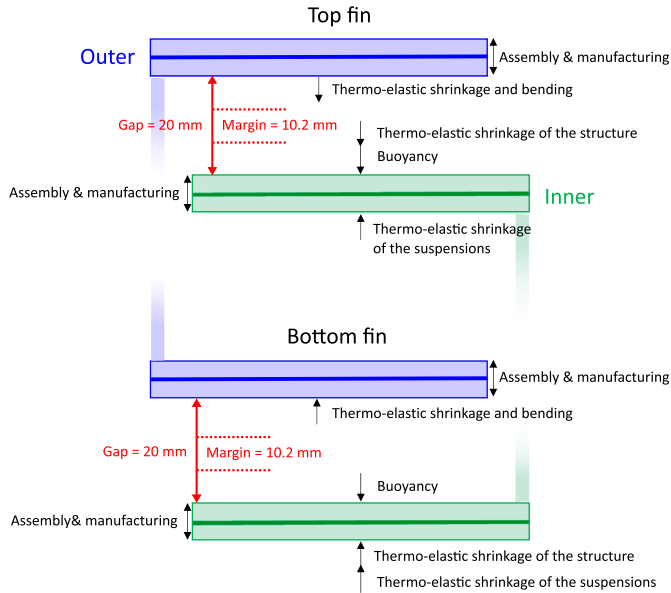 Top fin
Outer
Assembly & manufacturing
Thermo-elastic shrinkage and bending
Gap = 20 mm
Margin = 10.2 mm
Thermo-elastic shrinkage of the structure
Buoyancy
Assembly & manufacturing
Inner
Thermo-elastic shrinkage
of the suspensions
Bottom fin
Assembly & manufacturing
Thermo-elastic shrinkage and bending
Gap = 20 mm
Margin = 10.2 mm
Buoyancy
Assembly& manufacturing
Thermo-elastic shrinkage of the structure
Thermo-elastic shrinkage of the suspensions